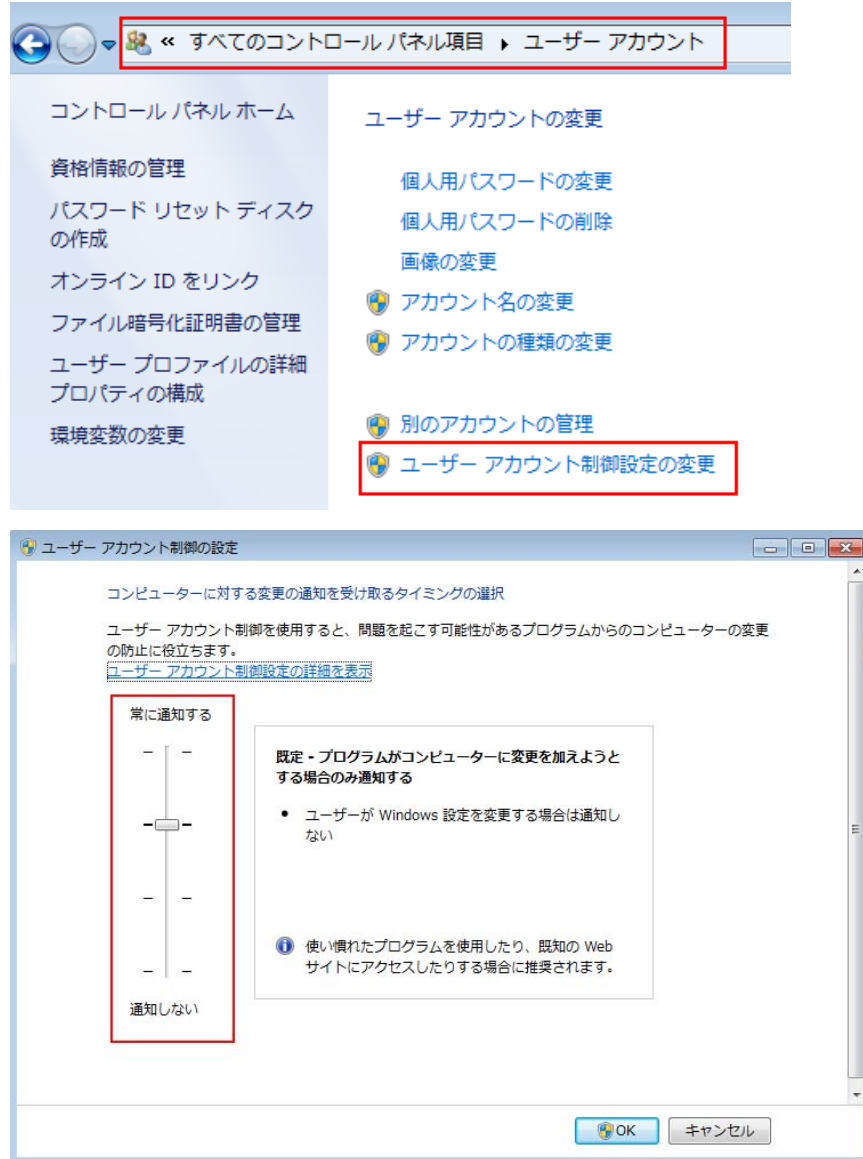 « すべてのコントロール パネル項目 ▸ ユーザー アカウント
コントロール パネル ホーム
資格情報の管理
パスワード リセット ディスク
の作成
オンライン ID をリンク
ファイル暗号化証明書の管理
ユーザー プロファイルの詳細
プロパティの構成
環境変数の変更
ユーザー アカウントの変更
個人用パスワードの変更
個人用パスワードの削除
画像の変更
アカウント名の変更
アカウントの種類の変更
別のアカウントの管理
ユーザー アカウント制御設定の変更
ユーザー アカウント制御の設定
コンピューターに対する変更の通知を受け取るタイミングの選択
ユーザー アカウント制御を使用すると、問題を起こす可能性があるプログラムからのコンピューターの変更
の防止に役立ちます。
ユーザー アカウント制御設定の詳細を表示
常に通知する
通知しない
既定 - プログラムがコンピューターに変更を加えようと
する場合のみ通知する
• ユーザーが Windows 設定を変更する場合は通知し
ない
使い慣れたプログラムを使用したり、既知の Web
サイトにアクセスしたりする場合に推奨されます。
OK
キャンセル